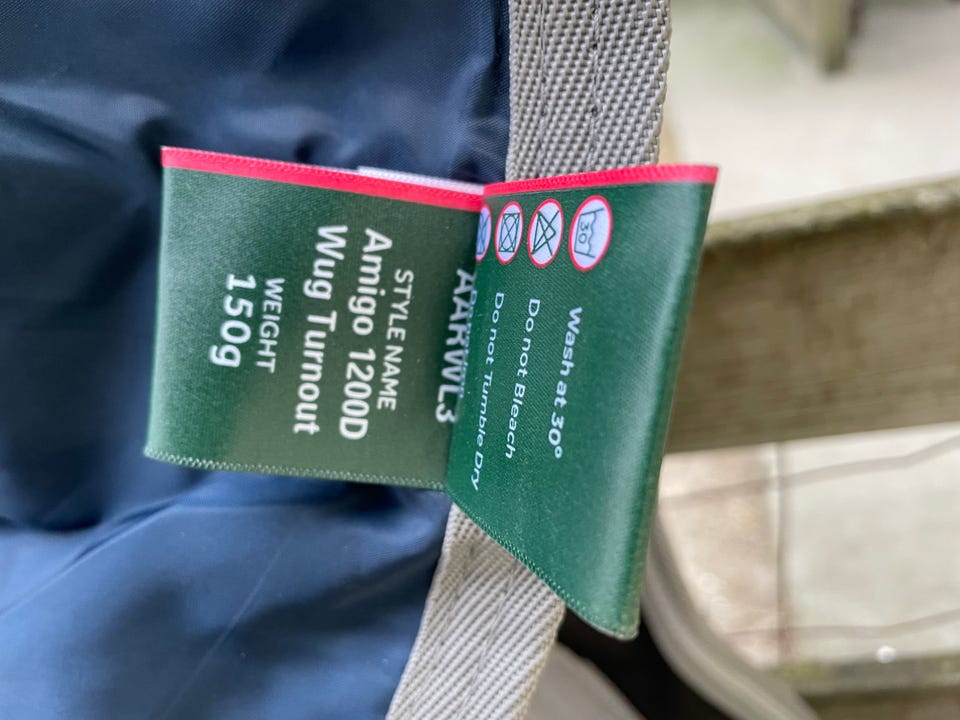 AARWL3
STYLE NAME
Amigo 1200D
Wug Turnout
WEIGHT
150g
30
Wash at 30°
Do not Bleach
Do not Tumble Dry